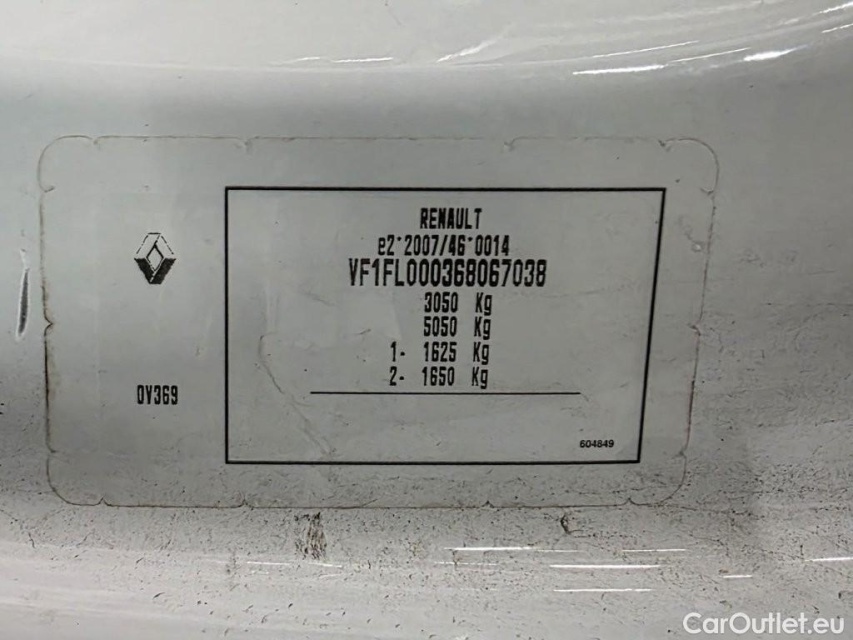 RENAULT
e2*2007/46*0014
VF1FL000368067038
3050 Kg
5050 Kg
1- 1625 Kg
2- 1650 Kg
0V369
604849
CarOutlet.eu